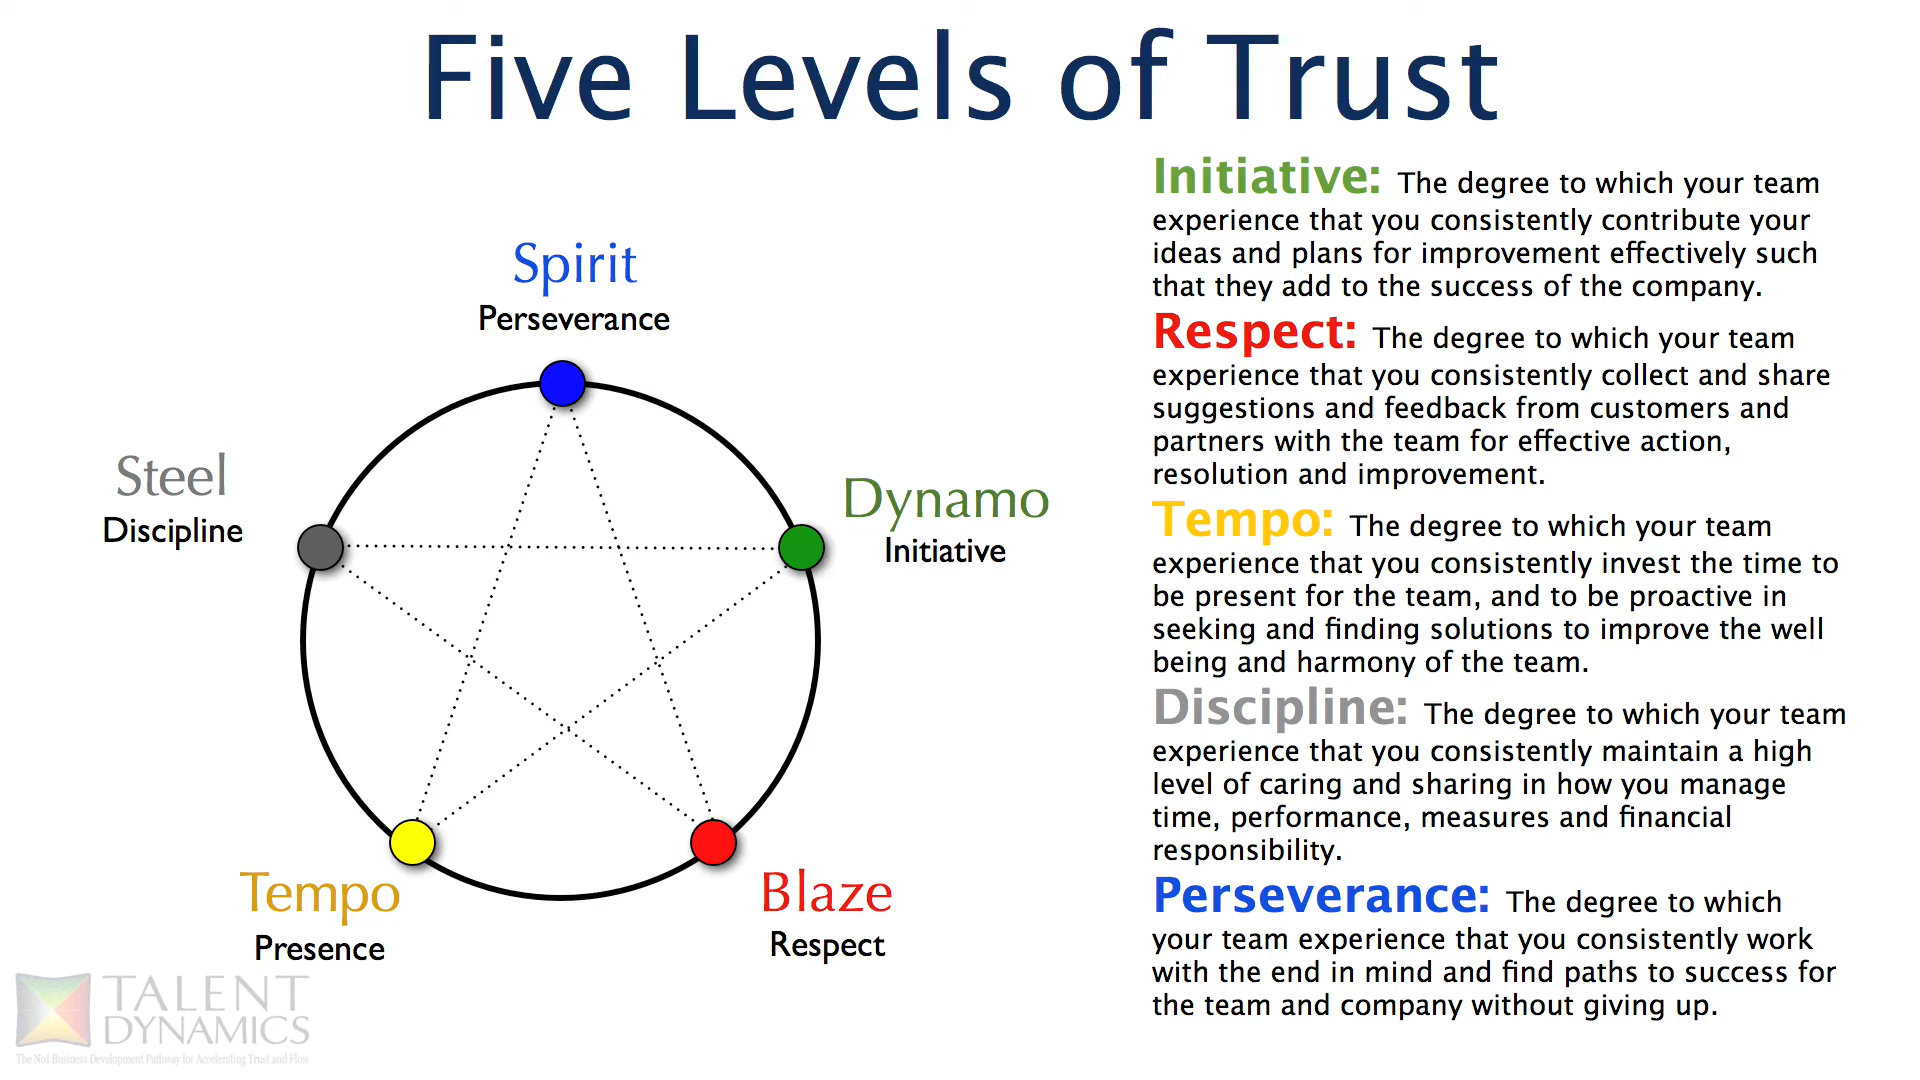 Five Levels of Trust
Spirit
Perseverance
Steel
Discipline
Dynamo
Initiative
Tempo
Presence
Blaze
Respect
Initiative: The degree to which your team
experience that you consistently contribute your
ideas and plans for improvement effectively such
that they add to the success of the company.
Respect: The degree to which your team
experience that you consistently collect and share
suggestions and feedback from customers and
partners with the team for effective action,
resolution and improvement.
Tempo: The degree to which your team
experience that you consistently invest the time to
be present for the team, and to be proactive in
seeking and finding solutions to improve the well
being and harmony of the team.
Discipline: The degree to which your team
experience that you consistently maintain a high
level of caring and sharing in how you manage
time, performance, measures and financial
responsibility.
Perseverance: The degree to which
your team experience that you consistently work
with the end in mind and find paths to success for
the team and company without giving up.
TALENT
DYNAMICS
The No1 Business Development Pathway for Accelerating Trust and Flow